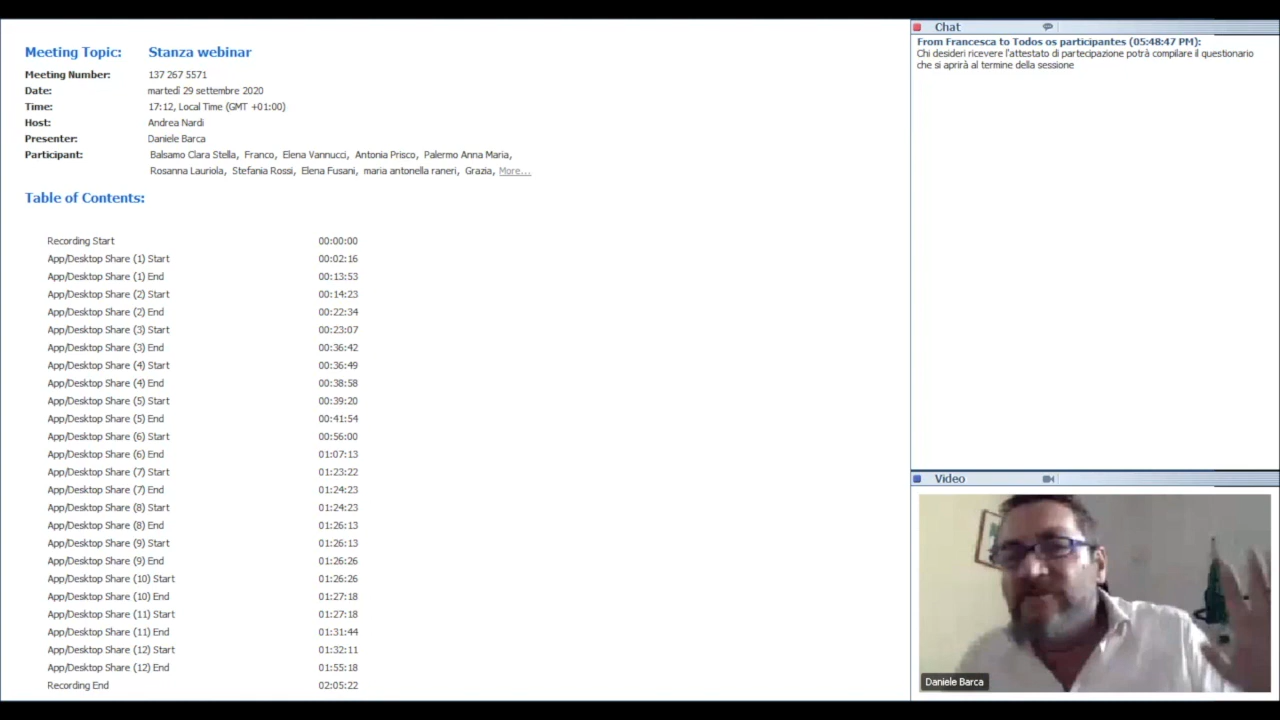 Meeting Topic: Stanza webinar
Meeting Number: 137 267 5571
Date: martedì 29 settembre 2020
Time: 17:12, Local Time (GMT +01:00)
Host: Andrea Nardi
Presenter: Daniele Barca
Participant: Balsamo Clara Stella, Franco, Elena Vannucci, Antonia Prisco, Palermo Anna Maria,
Rosanna Lauriola, Stefania Rossi, Elena Fusani, maria antonella raneri, Grazia, More...
Table of Contents:
Recording Start 00:00:00
App/Desktop Share (1) Start 00:02:16
App/Desktop Share (1) End 00:13:53
App/Desktop Share (2) Start 00:14:23
App/Desktop Share (2) End 00:22:34
App/Desktop Share (3) Start 00:23:07
App/Desktop Share (3) End 00:36:42
App/Desktop Share (4) Start 00:36:49
App/Desktop Share (4) End 00:38:58
App/Desktop Share (5) Start 00:39:20
App/Desktop Share (5) End 00:41:54
App/Desktop Share (6) Start 00:56:00
App/Desktop Share (6) End 01:07:13
App/Desktop Share (7) Start 01:23:22
App/Desktop Share (7) End 01:24:23
App/Desktop Share (8) Start 01:24:23
App/Desktop Share (8) End 01:26:13
App/Desktop Share (9) Start 01:26:13
App/Desktop Share (9) End 01:26:26
App/Desktop Share (10) Start 01:26:26
App/Desktop Share (10) End 01:27:18
App/Desktop Share (11) Start 01:27:18
App/Desktop Share (11) End 01:31:44
App/Desktop Share (12) Start 01:32:11
App/Desktop Share (12) End 01:55:18
Recording End 02:05:22
Chat
From Francesca to Todos os participantes (05:48:47 PM):
Chi desideri ricevere l'attestato di partecipazione potrà compilare il questionario
che si aprirà al termine della sessione
Video
Daniele Barca